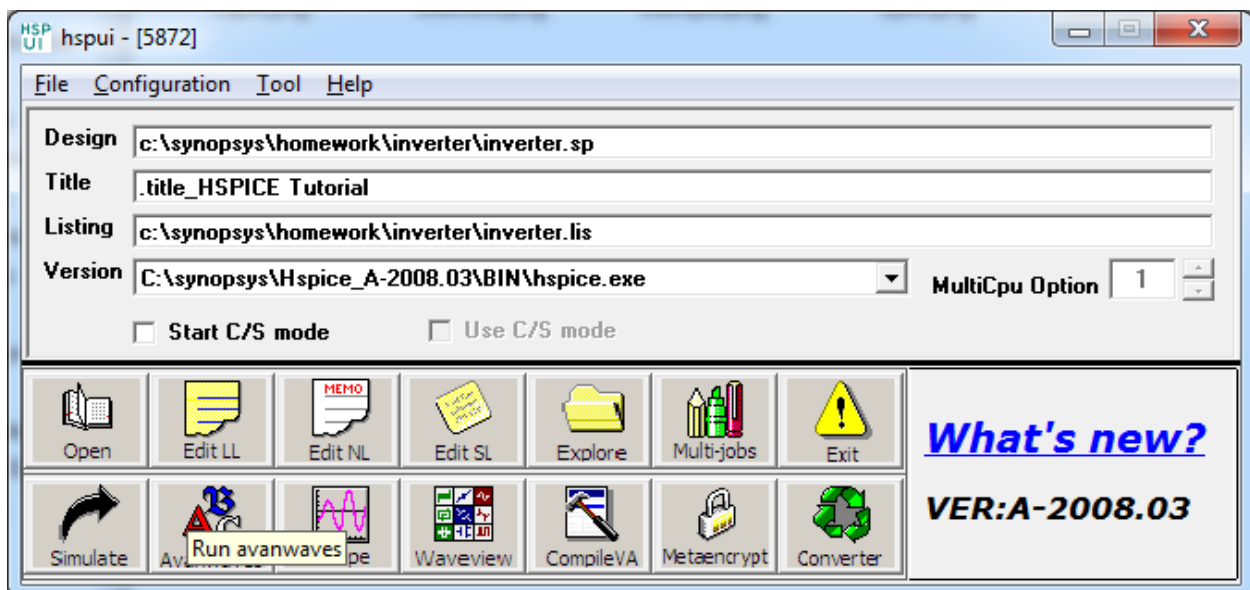 HSP UI hspui - [5872]
File Configuration Tool Help
Design c:\synopsys\homework\inverter\inverter.sp
Title .title_HSPICE Tutorial
Listing c:\synopsys\homework\inverter\inverter.lis
Version C:\synopsys\Hspice_A-2008.03\BIN\hspice.exe MultiCpu Option 1
Start C/S mode Use C/S mode
MEMO
Open Edit LL Edit NL Edit SL Explore Multi-jobs Exit
What's new?
VER:A-2008.03
Run avanwaves
Simulate Waveview CompileVA Metaencrypt Converter